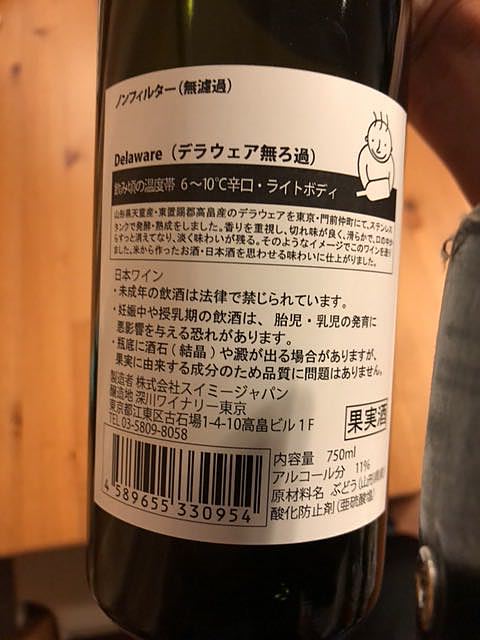 ノンフィルター(無濾過)
Delaware(デラウェア無ろ過)
飲み頃の温度帯 6～10℃辛口・ライトボディ
山形県天童産・東置賜郡高畠産のデラウェアを東京・門前仲町にて、ステンレス
タンクで発酵・熟成をしました。香りを重視し、切れ味が良く、滑らかで、口の中か
らすっと消えてなり、淡く味わいが残る。そのようなイメージでこのワインを造り
ました。米から作ったお酒・日本酒を思わせる味わいに仕上がりました。
日本ワイン
・未成年の飲酒は法律で禁じられています。
・妊娠中や授乳期の飲酒は、胎児・乳児の発育に
悪影響を与える恐れがあります。
・瓶底に酒石(結晶)や澱が出る場合がありますが、
果実に由来する成分のため品質に問題はありません。
製造者 株式会社スイミージャパン
醸造地 深川ワイナリー東京
東京都江東区古石場1-4-10高畠ビル1F
TEL 03-5809-8058
果実酒
4 589655 330954
内容量 750ml
アルコール分 11%
原材料名 ぶどう(山形県産)
酸化防止剤(亜硫酸塩)